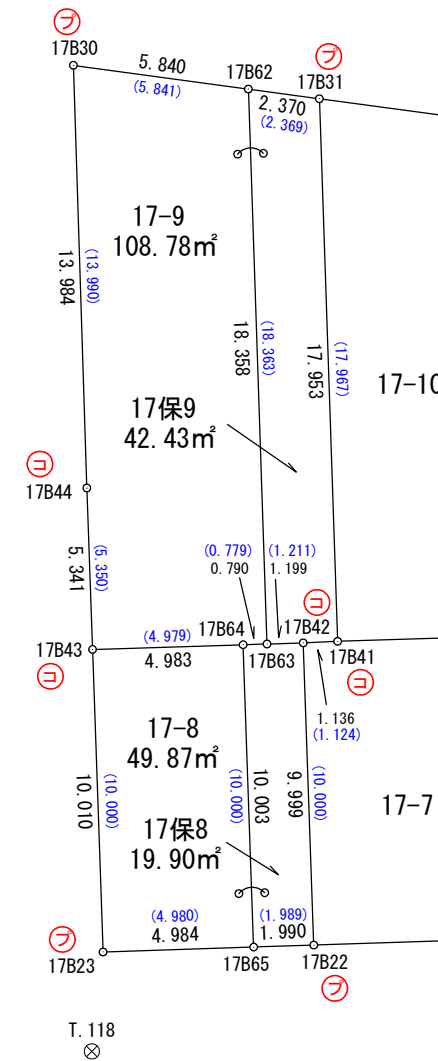 プ
17B30
5.840
(5.841)
17B62
プ
17B31
2.370
(2.369)
17-9
108.78㎡
13.984
(13.990)
18.358
(18.363)
17.953
(17.967)
17-10
17保9
42.43㎡
コ
17B44
5.341
(5.350)
(0.779)
0.790
(1.211)
1.199
コ
17B43
コ
(4.979)
4.983
17B64
17B63
17B42
17B41
コ
1.136
(1.124)
17-8
49.87㎡
10.010
(10.000)
(10.000)
10.003
9.999
(10.000)
17-7
17保8
19.90㎡
プ
17B23
(4.980)
4.984
(1.989)
1.990
17B65
17B22
プ
T.118